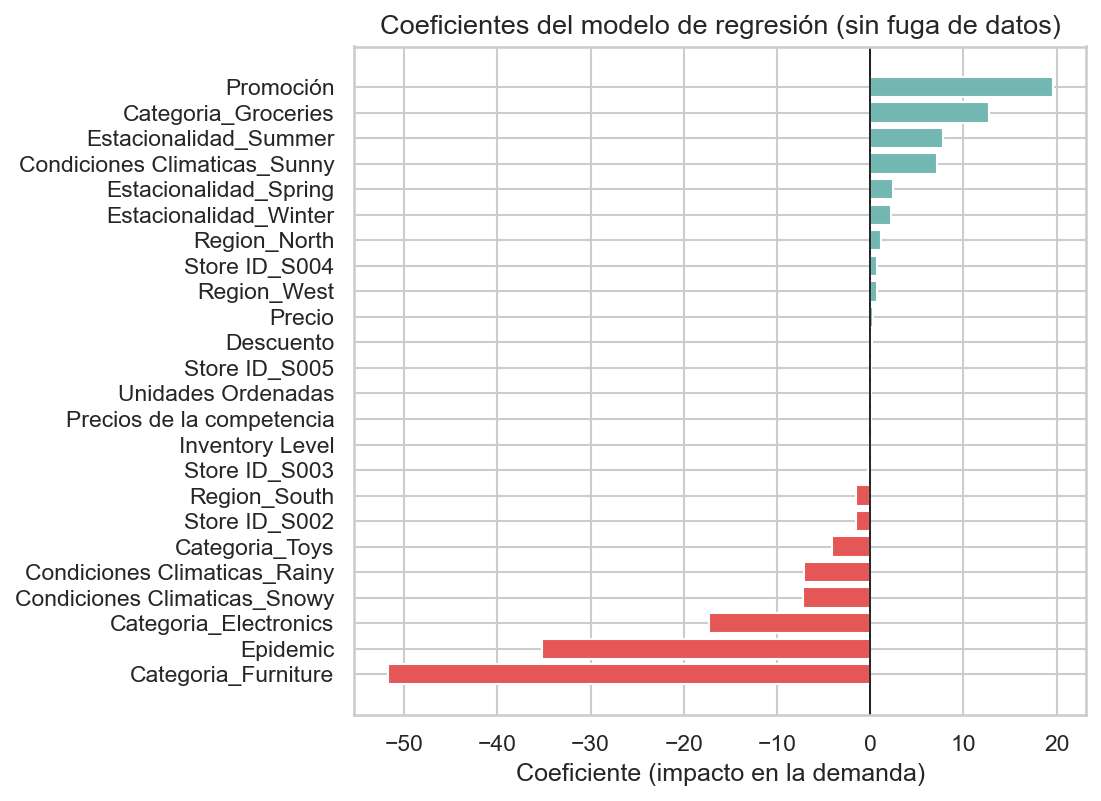 Coeficientes del modelo de regresión (sin fuga de datos)
Promoción
Categoria_Groceries
Estacionalidad_Summer
Condiciones Climaticas_Sunny
Estacionalidad_Spring
Estacionalidad_Winter
Region_North
Store ID_S004
Region_West
Precio
Descuento
Store ID_S005
Unidades Ordenadas
Precios de la competencia
Inventory Level
Store ID_S003
Region_South
Store ID_S002
Categoria_Toys
Condiciones Climaticas_Rainy
Condiciones Climaticas_Snowy
Categoria_Electronics
Epidemic
Categoria_Furniture
−50 −40 −30 −20 −10 0 10 20
Coeficiente (impacto en la demanda)